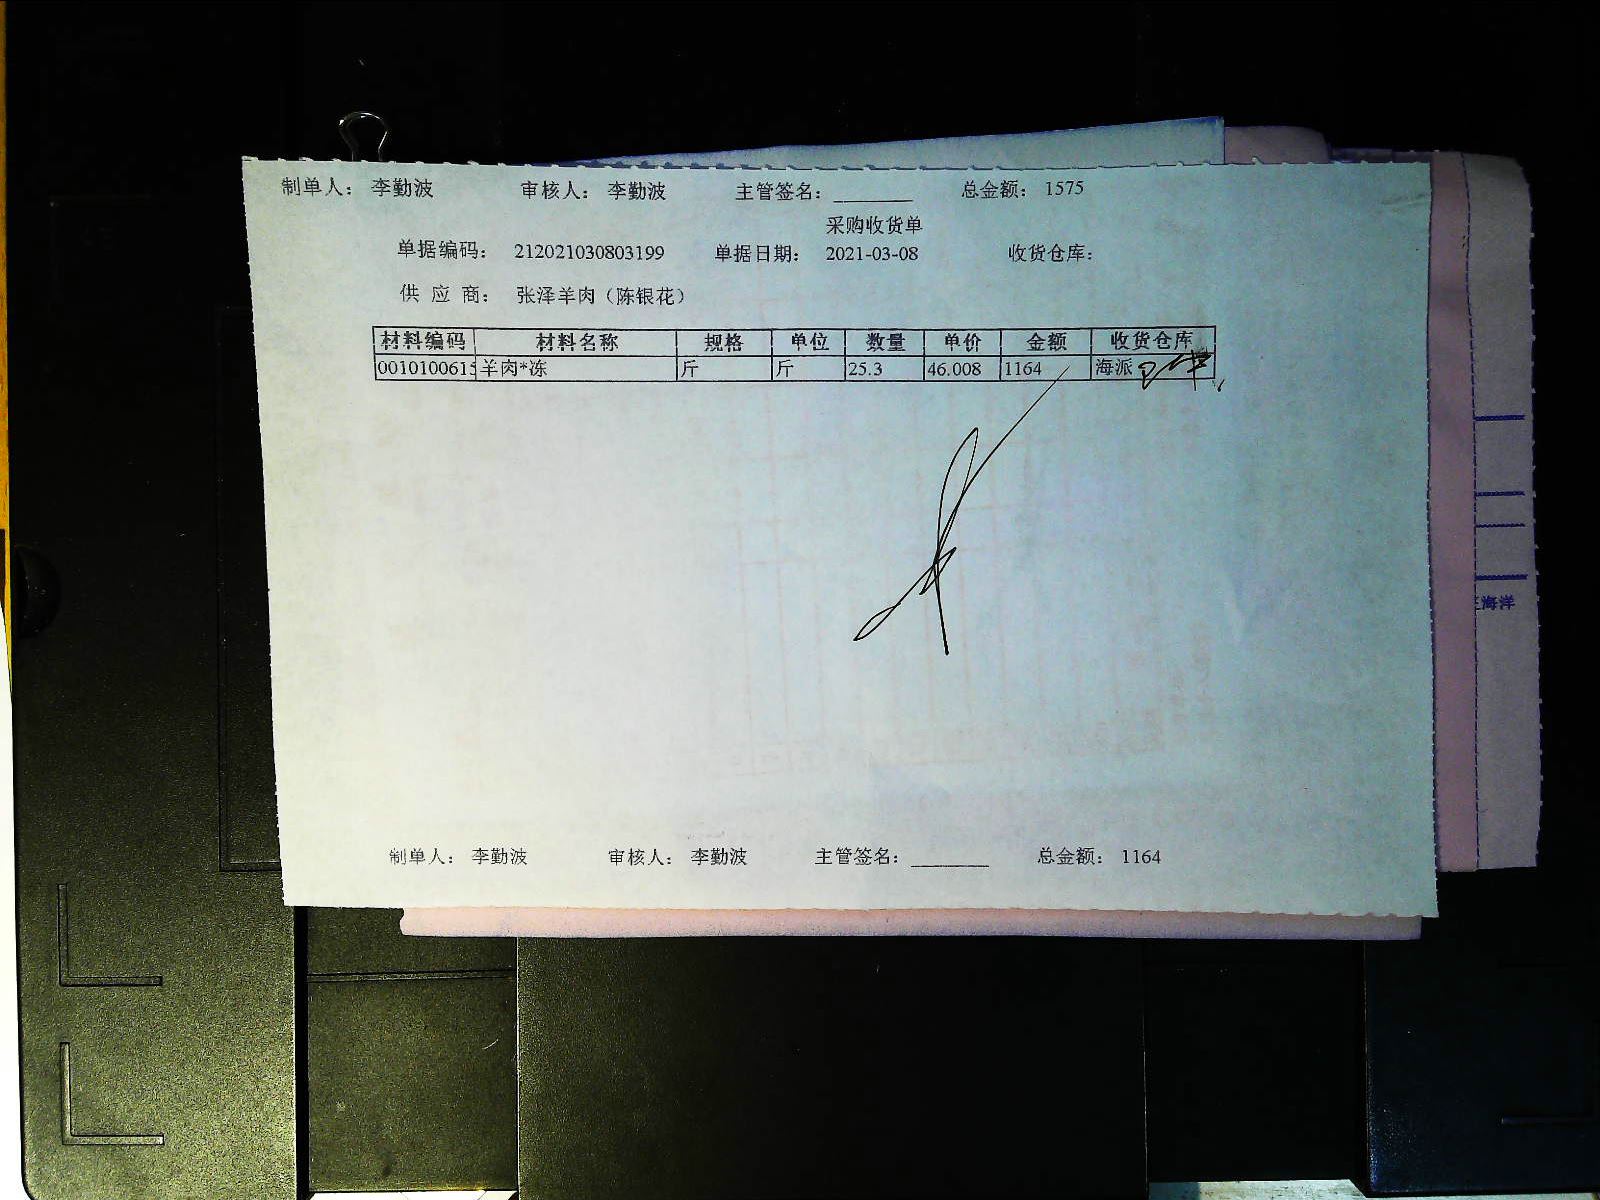 制单人： 李勤波 审核人： 李勤波 主管签名：________ 总金额： 1575
采购收货单
单据编码： 212021030803199 单据日期： 2021-03-08 收货仓库：
供 应 商： 张泽羊肉（陈银花）
材料编码 材料名称 规格 单位 数量 单价 金额 收货仓库
0010100615 羊肉*冻 斤 斤 25.3 46.008 1164 海派
制单人： 李勤波 审核人： 李勤波 主管签名：________ 总金额： 1164
海洋